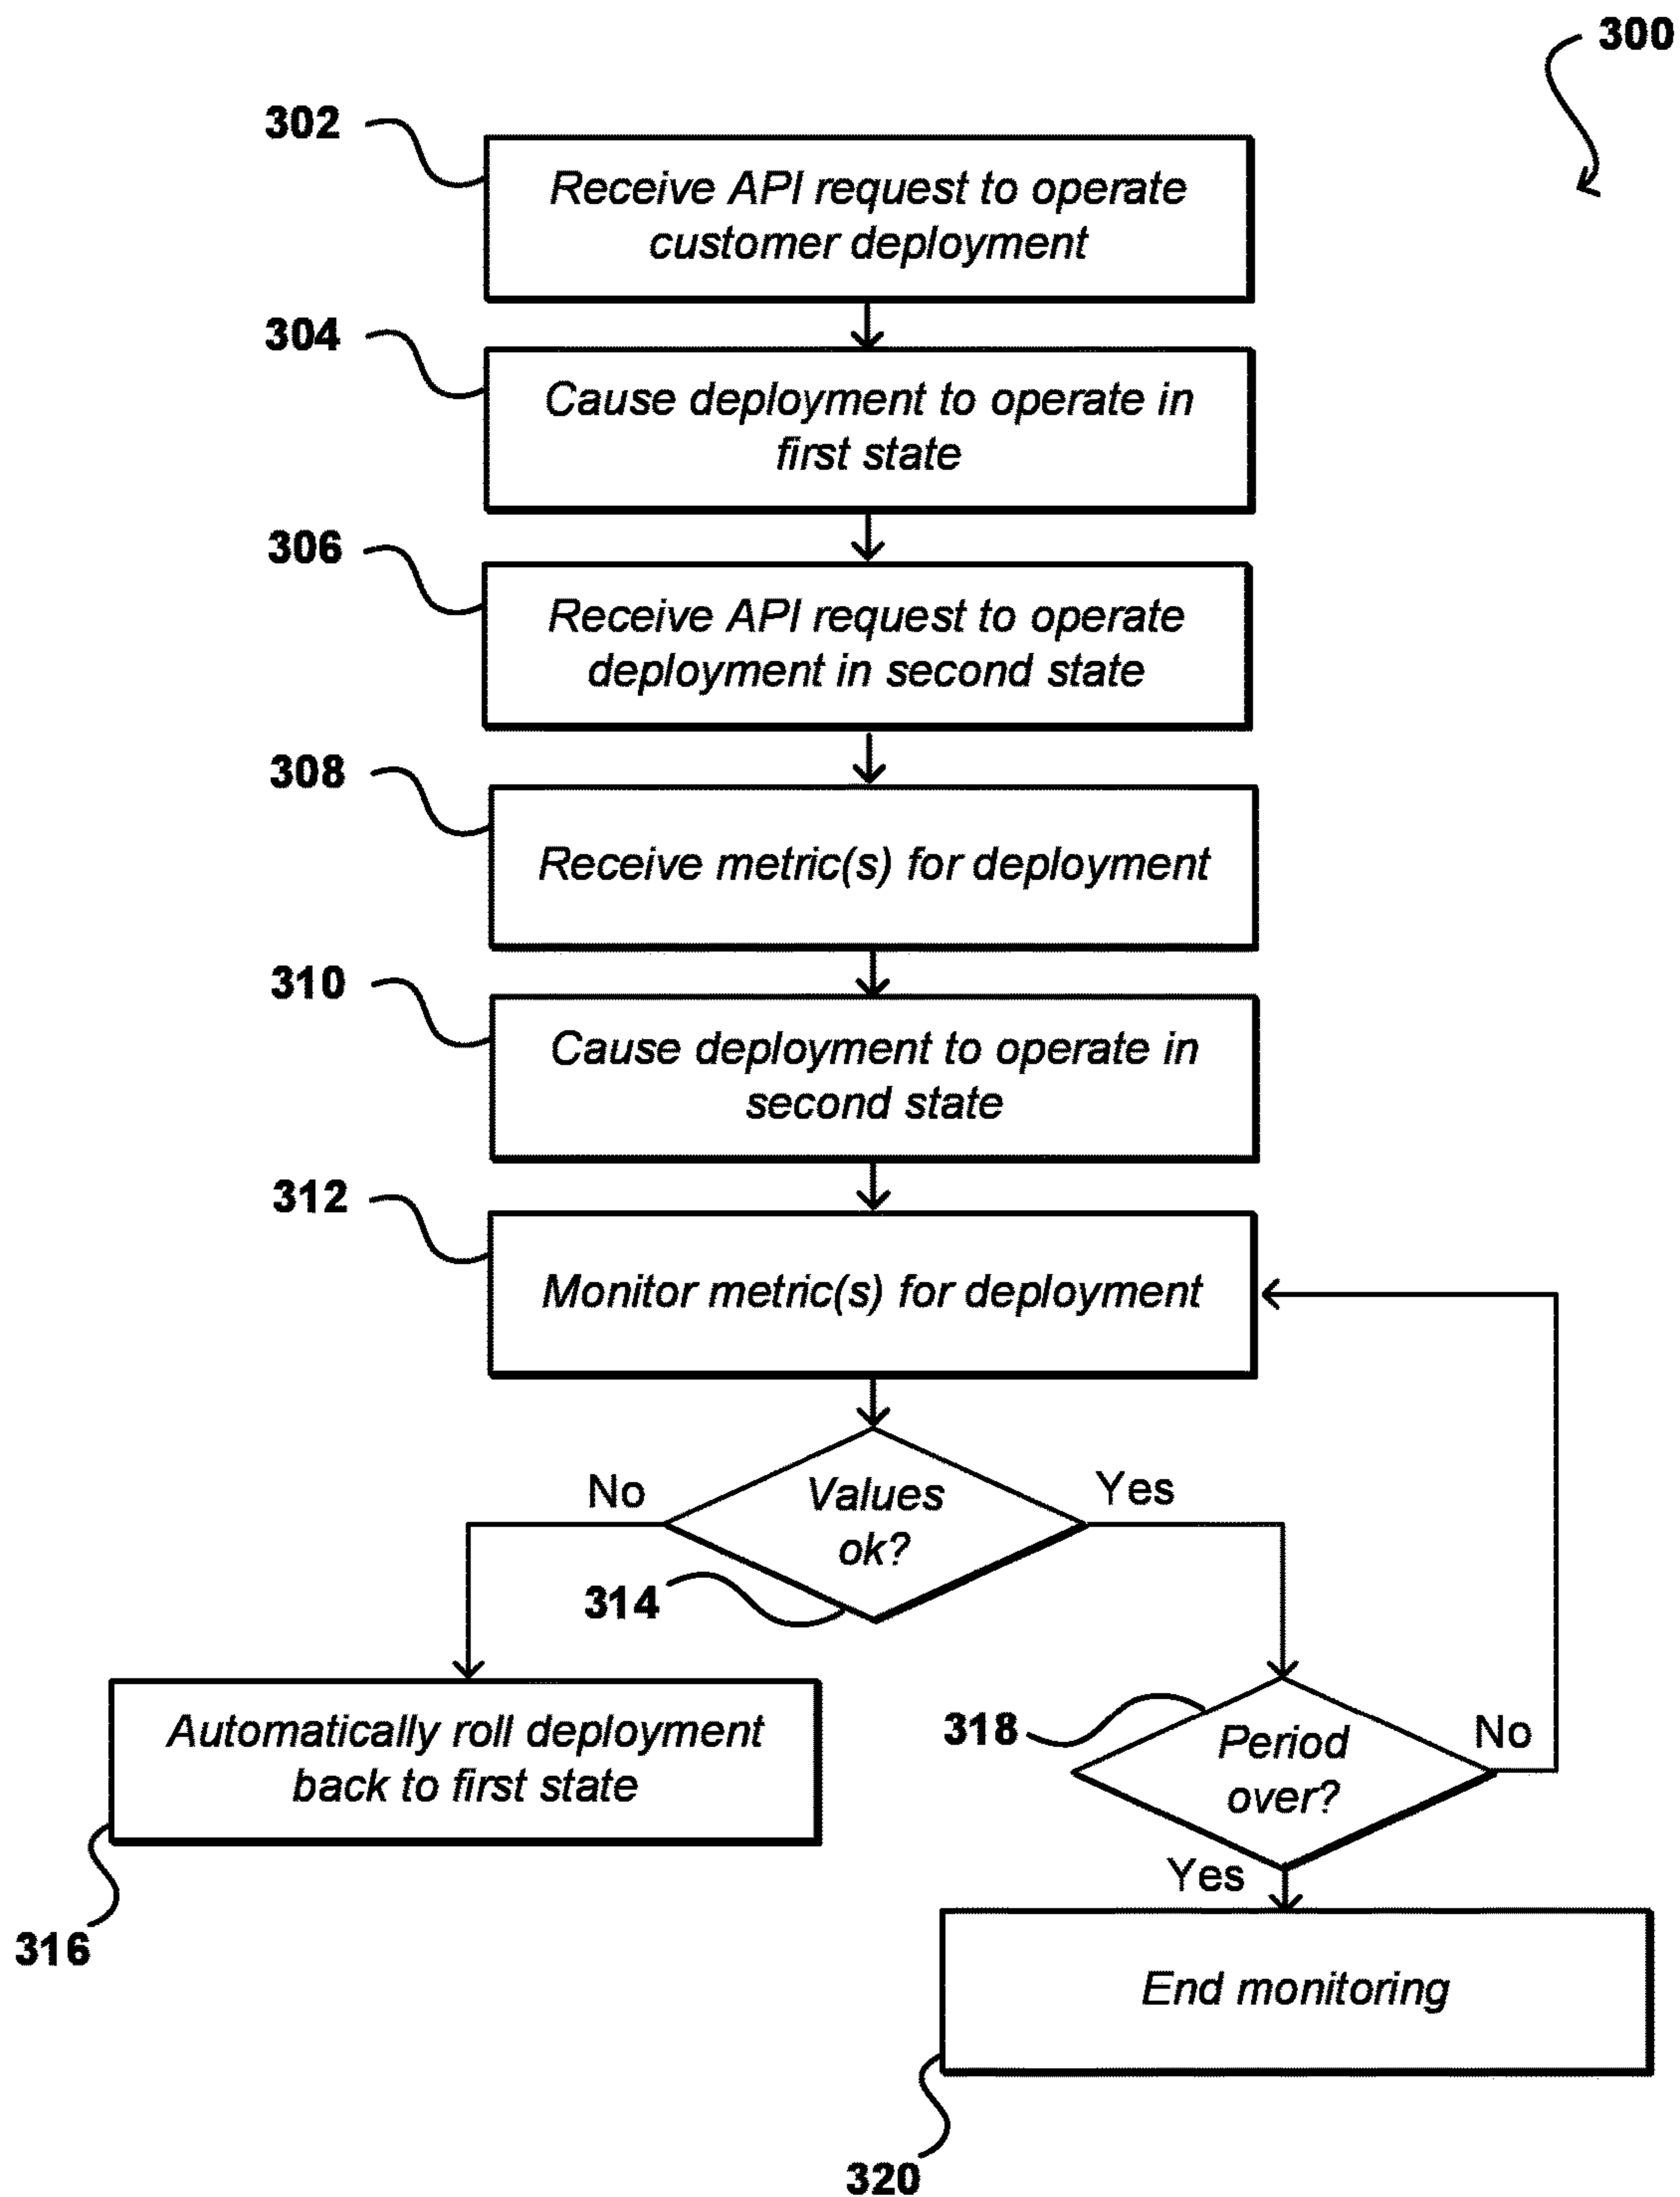 300
302
Receive API request to operate
customer deployment
304
Cause deployment to operate in
first state
306
Receive API request to operate
deployment in second state
308
Receive metric(s) for deployment
310
Cause deployment to operate in
second state
312
Monitor metric(s) for deployment
No
Values
ok?
Yes
314
Automatically roll deployment
back to first state
316
318
Period
over?
No
Yes
End monitoring
320